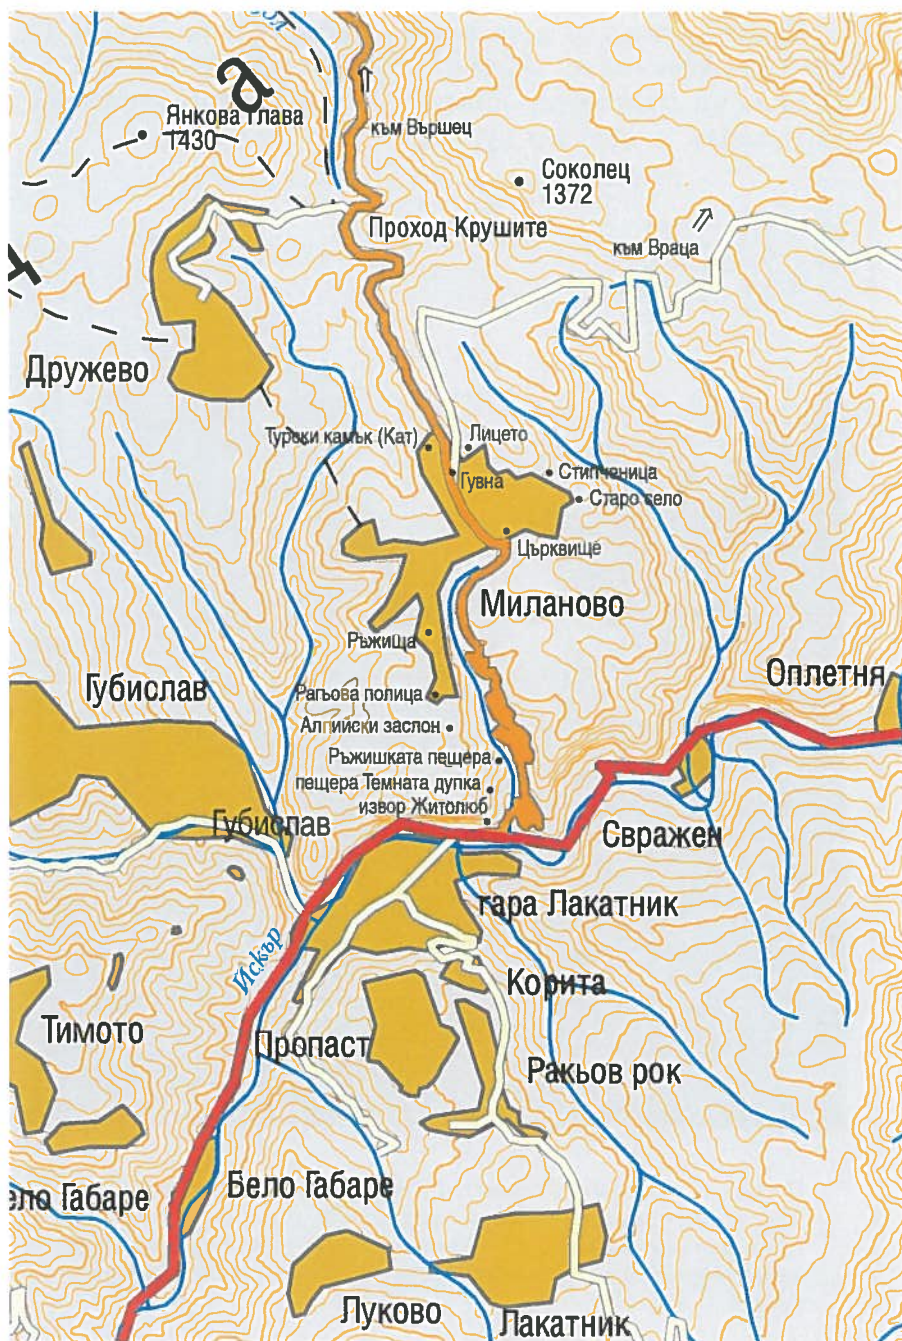 а
Янкова Глава
1430
към Вършец
Соколец
1372
Проход Крушите
към Враца
Дружево
Турски камък (Кат)
Лицето
Гувна
Стипченица
Старо село
Църквище
Миланово
Ръжища
Губислав
Оплетня
Рагьова полица
Алпийски заслон
Ръжишката пещера
пещера Темната дупка
извор Житолюб
Губислав
Свражен
гара Лакатник
Искър
Корита
Тимото
Пропаст
Ракьов рок
ело Габаре
Бело Габаре
Луково
Лакатник